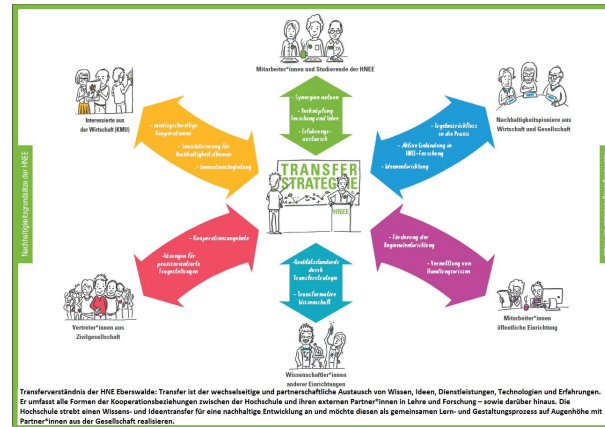 Mitarbeiter*innen und Studierende der HNEE
- Synergien nutzen
- Verknüpfung
Forschung und Lehre
- Erfahrungs-
austausch
Interessierte aus
der Wirtschaft (KMU)
Kooperationen
- Sensibilisierung für
Nachhaltigkeitsthemen
- Innovationsbegleitung
Nachhaltigkeitspioniere aus
Wirtschaft und Gesellschaft
- Ergebnisrückfluss
in die Praxis
- Aktive Einbindung in
HNEE-Forschung
- Ideenentwicklung
Nachhaltigkeitsgrundsätze der HNEE
TRANSFER
STRATEGIE
HNEE
- Kooperationsangebote
- Lösungen für
praxisorientierte
Fragestellungen
- Förderung der
Regionalentwicklung
- Vermittlung von
Handlungswissen
- Qualitätsstandards
durch
Transferstrategie
- Transformative
Wissenschaft
Vertreter*innen aus
Zivilgesellschaft
Mitarbeiter*innen
öffentliche Einrichtung
Wissenschaftler*innen
anderer Einrichtungen
Transferverständnis der HNE Eberswalde: Transfer ist der wechselseitige und partnerschaftliche Austausch von Wissen, Ideen, Dienstleistungen, Technologien und Erfahrungen.
Er umfasst alle Formen der Kooperationsbeziehungen zwischen der Hochschule und ihren externen Partner*innen in Lehre und Forschung – sowie darüber hinaus. Die
Hochschule strebt einen Wissens- und Ideentransfer für eine nachhaltige Entwicklung an und möchte diesen als gemeinsamen Lern- und Gestaltungsprozess auf Augenhöhe mit
Partner*innen aus der Gesellschaft realisieren.